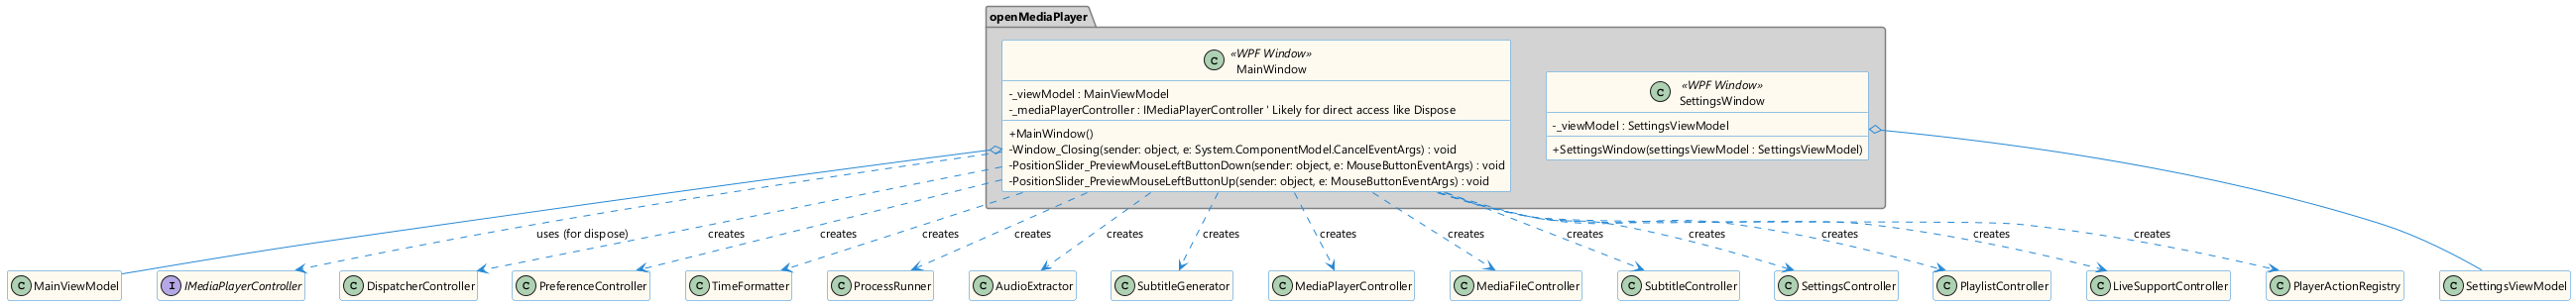 openMediaPlayer
C
«WPF Window»
MainWindow
-_viewModel : MainViewModel
-_mediaPlayerController : IMediaPlayerController ' Likely for direct access like Dispose
+MainWindow()
-Window_Closing(sender: object, e: System.ComponentModel.CancelEventArgs) : void
-PositionSlider_PreviewMouseLeftButtonDown(sender: object, e: MouseButtonEventArgs) : void
-PositionSlider_PreviewMouseLeftButtonUp(sender: object, e: MouseButtonEventArgs) : void
C
«WPF Window»
SettingsWindow
-_viewModel : SettingsViewModel
+SettingsWindow(settingsViewModel : SettingsViewModel)
uses (for dispose)
creates
creates
creates
creates
creates
creates
creates
creates
creates
creates
creates
creates
creates
C MainViewModel
I IMediaPlayerController
C DispatcherController
C PreferenceController
C TimeFormatter
C ProcessRunner
C AudioExtractor
C SubtitleGenerator
C MediaPlayerController
C MediaFileController
C SubtitleController
C SettingsController
C PlaylistController
C LiveSupportController
C PlayerActionRegistry
C SettingsViewModel